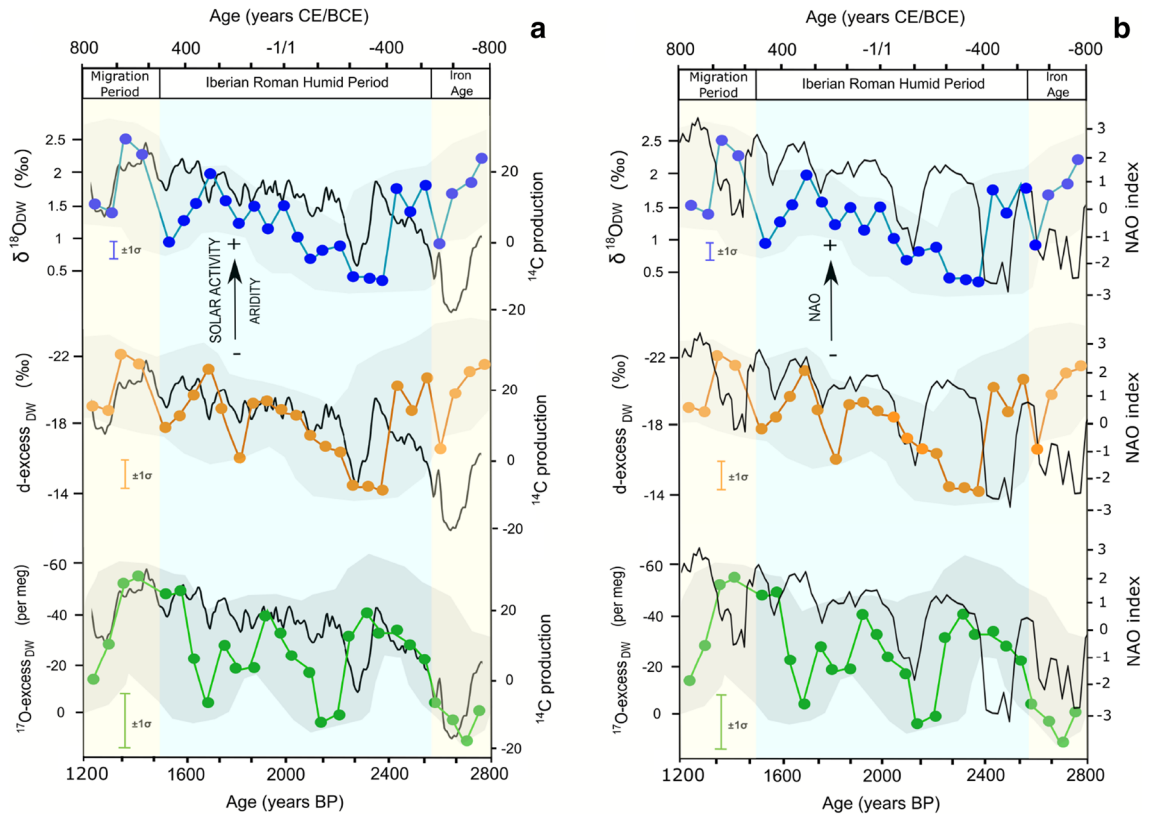 Age (years CE/BCE)
a
800 400 -1/1 -400 -800
Migration
Period
Iberian Roman Humid Period
Iron
Age
δ ¹⁸ODW (‰)
2.5
2
1.5
1
0.5
±1σ
SOLAR ACTIVITY
ARIDITY
+
-
20
0
-20
¹⁴C production
d-excess DW (‰)
-22
-18
-14
±1σ
20
0
-20
¹⁴C production
¹⁷O-excess DW (per meg)
-60
-40
-20
0
±1σ
20
0
-20
¹⁴C production
1200 1600 2000 2400 2800
Age (years BP)
Age (years CE/BCE)
b
800 400 -1/1 -400 -800
Migration
Period
Iberian Roman Humid Period
Iron
Age
δ ¹⁸ODW (‰)
2.5
2
1.5
1
0.5
±1σ
NAO
+
-
3
2
1
0
-1
-2
-3
NAO index
d-excess DW (‰)
-22
-18
-14
±1σ
3
2
1
0
-1
-2
-3
NAO index
¹⁷O-excess DW (per meg)
-60
-40
-20
0
±1σ
3
2
1
0
-1
-2
-3
NAO index
1200 1600 2000 2400 2800
Age (years BP)